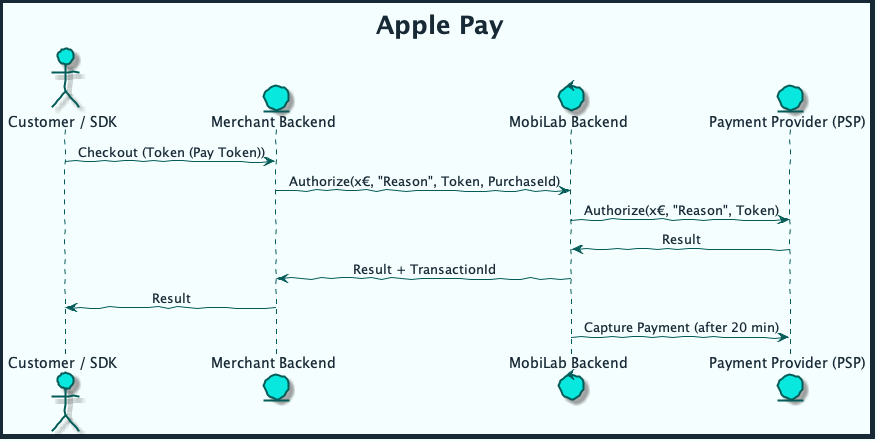 Apple Pay
Customer / SDK
Merchant Backend
MobiLab Backend
Payment Provider (PSP)
Checkout (Token (Pay Token))
Authorize(x€, "Reason", Token, PurchaseId)
Authorize(x€, "Reason", Token)
Result
Result + TransactionId
Result
Capture Payment (after 20 min)
Customer / SDK
Merchant Backend
MobiLab Backend
Payment Provider (PSP)